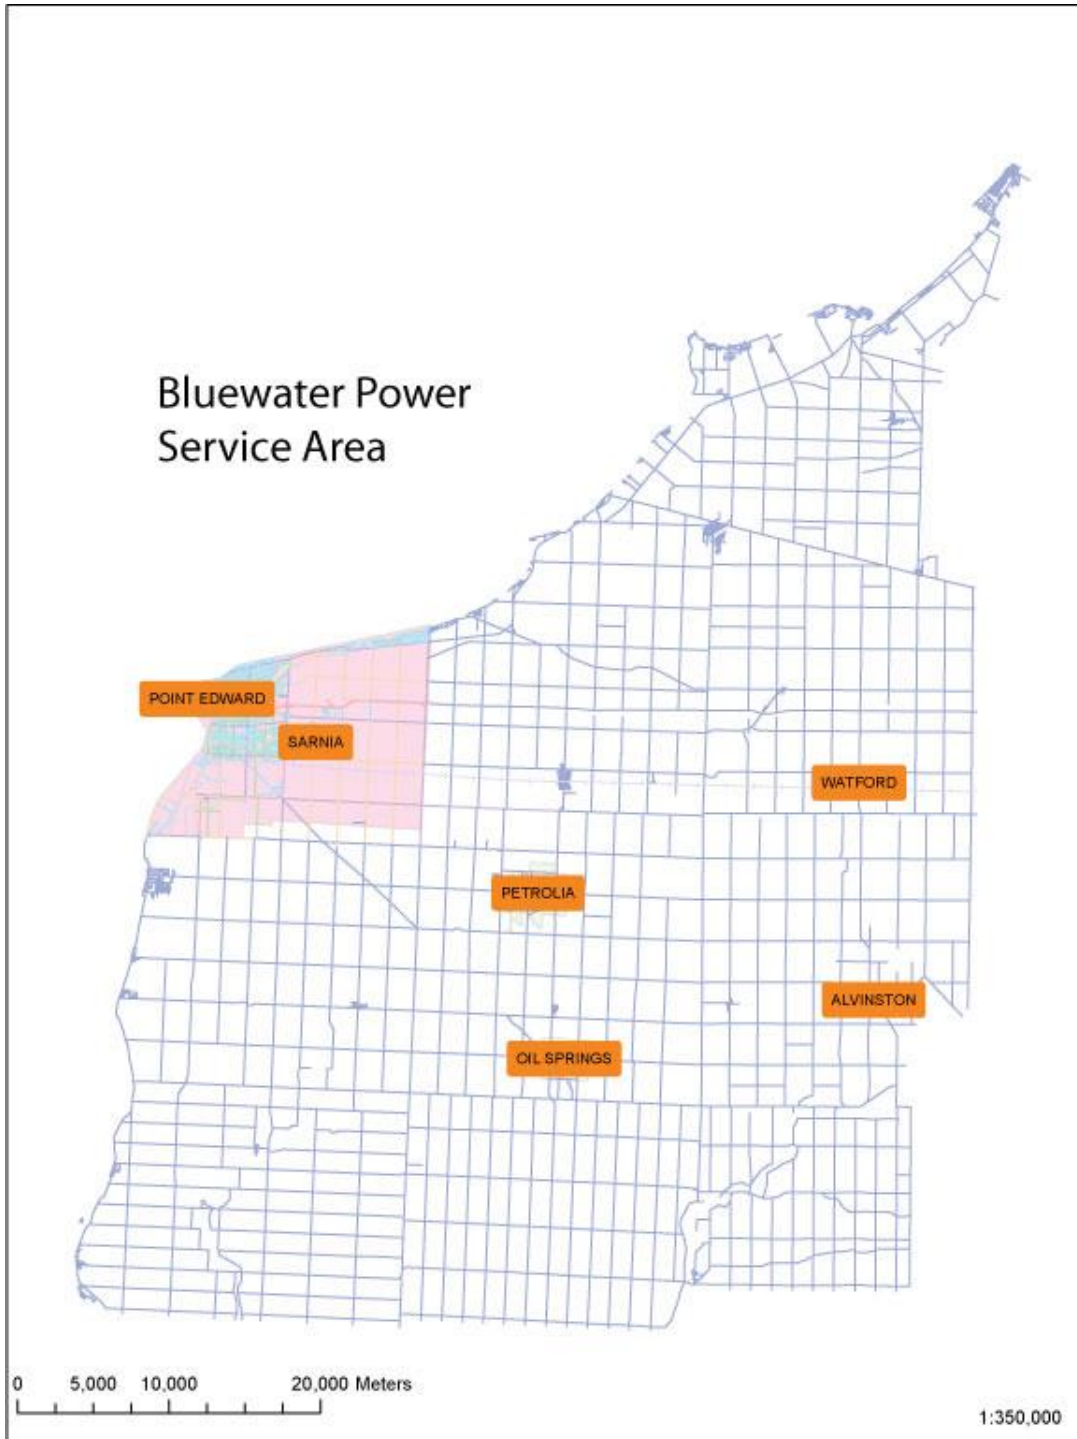 Bluewater Power
Service Area
POINT EDWARD
SARNIA
WATFORD
PETROLIA
ALVINSTON
OIL SPRINGS
0 5,000 10,000 20,000 Meters
1:350,000